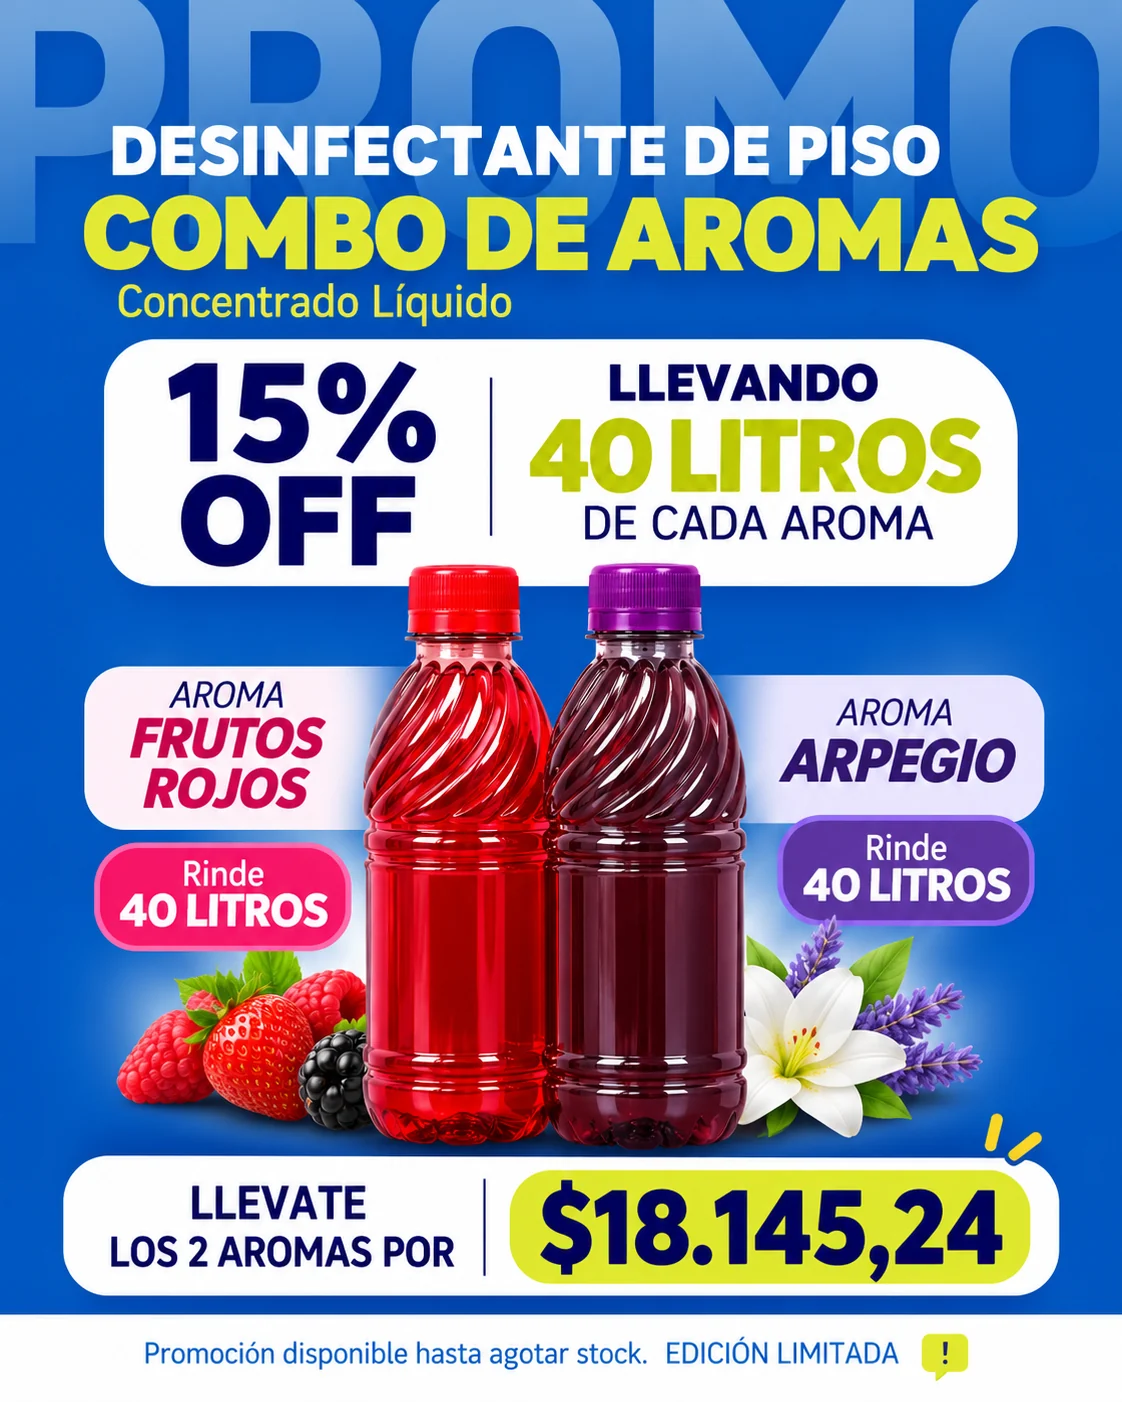 PROMO
DESINFECTANTE DE PISO
COMBO DE AROMAS
Concentrado Líquido
15%
OFF
LLEVANDO
40 LITROS
DE CADA AROMA
AROMA
FRUTOS
ROJOS
Rinde
40 LITROS
AROMA
ARPEGIO
Rinde
40 LITROS
LLEVATE
LOS 2 AROMAS POR
$18.145,24
Promoción disponible hasta agotar stock. EDICIÓN LIMITADA !